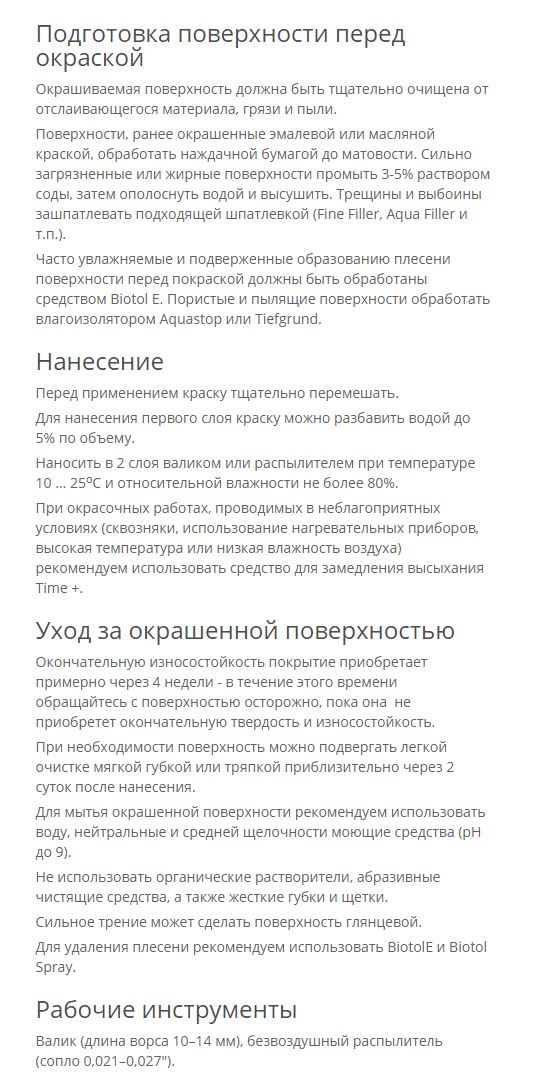 Подготовка поверхности перед
окраской
Окрашиваемая поверхность должна быть тщательно очищена от
отслаивающегося материала, грязи и пыли.
Поверхности, ранее окрашенные эмалевой или масляной
краской, обработать наждачной бумагой до матовости. Сильно
загрязненные или жирные поверхности промыть 3-5% раствором
соды, затем ополоснуть водой и высушить. Трещины и выбоины
зашпатлевать подходящей шпатлевкой (Fine Filler, Aqua Filler и
т.п.).
Часто увлажняемые и подверженные образованию плесени
поверхности перед покраской должны быть обработаны
средством Biotol E. Пористые и пылящие поверхности обработать
влагоизолятором Aquastop или Tiefgrund.
Нанесение
Перед применением краску тщательно перемешать.
Для нанесения первого слоя краску можно разбавить водой до
5% по объему.
Наносить в 2 слоя валиком или распылителем при температуре
10 ... 25⁰С и относительной влажности не более 80%.
При окрасочных работах, проводимых в неблагоприятных
условиях (сквозняки, использование нагревательных приборов,
высокая температура или низкая влажность воздуха)
рекомендуем использовать средство для замедления высыхания
Time +.
Уход за окрашенной поверхностью
Окончательную износостойкость покрытие приобретает
примерно через 4 недели - в течение этого времени
обращайтесь с поверхностью осторожно, пока она  не
приобретет окончательную твердость и износостойкость.
При необходимости поверхность можно подвергать легкой
очистке мягкой губкой или тряпкой приблизительно через 2
суток после нанесения.
Для мытья окрашенной поверхности рекомендуем использовать
воду, нейтральные и средней щелочности моющие средства (pH
до 9).
Не использовать органические растворители, абразивные
чистящие средства, а также жесткие губки и щетки.
Сильное трение может сделать поверхность глянцевой.
Для удаления плесени рекомендуем использовать BiotolE и Biotol
Spray.
Рабочие инструменты
Валик (длина ворса 10–14 мм), безвоздушный распылитель
(сопло 0,021–0,027").